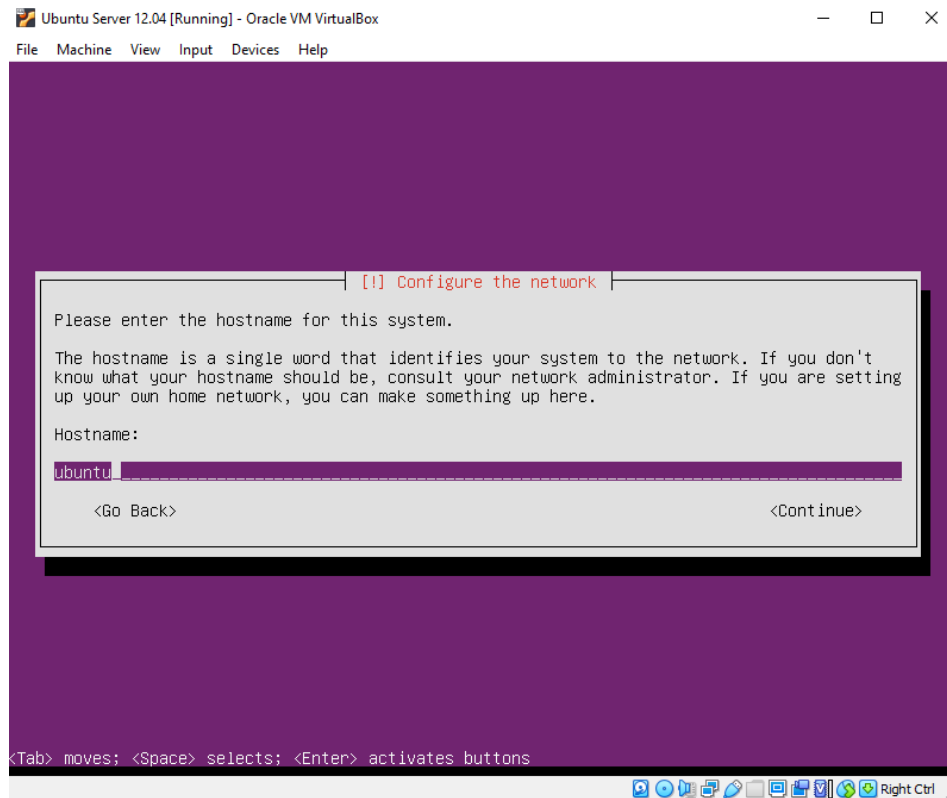 Ubuntu Server 12.04 [Running] - Oracle VM VirtualBox
File Machine View Input Devices Help
[!] Configure the network
Please enter the hostname for this system.
The hostname is a single word that identifies your system to the network. If you don't
know what your hostname should be, consult your network administrator. If you are setting
up your own home network, you can make something up here.
Hostname:
ubuntu
<Go Back> <Continue>
<Tab> moves; <Space> selects; <Enter> activates buttons
Right Ctrl